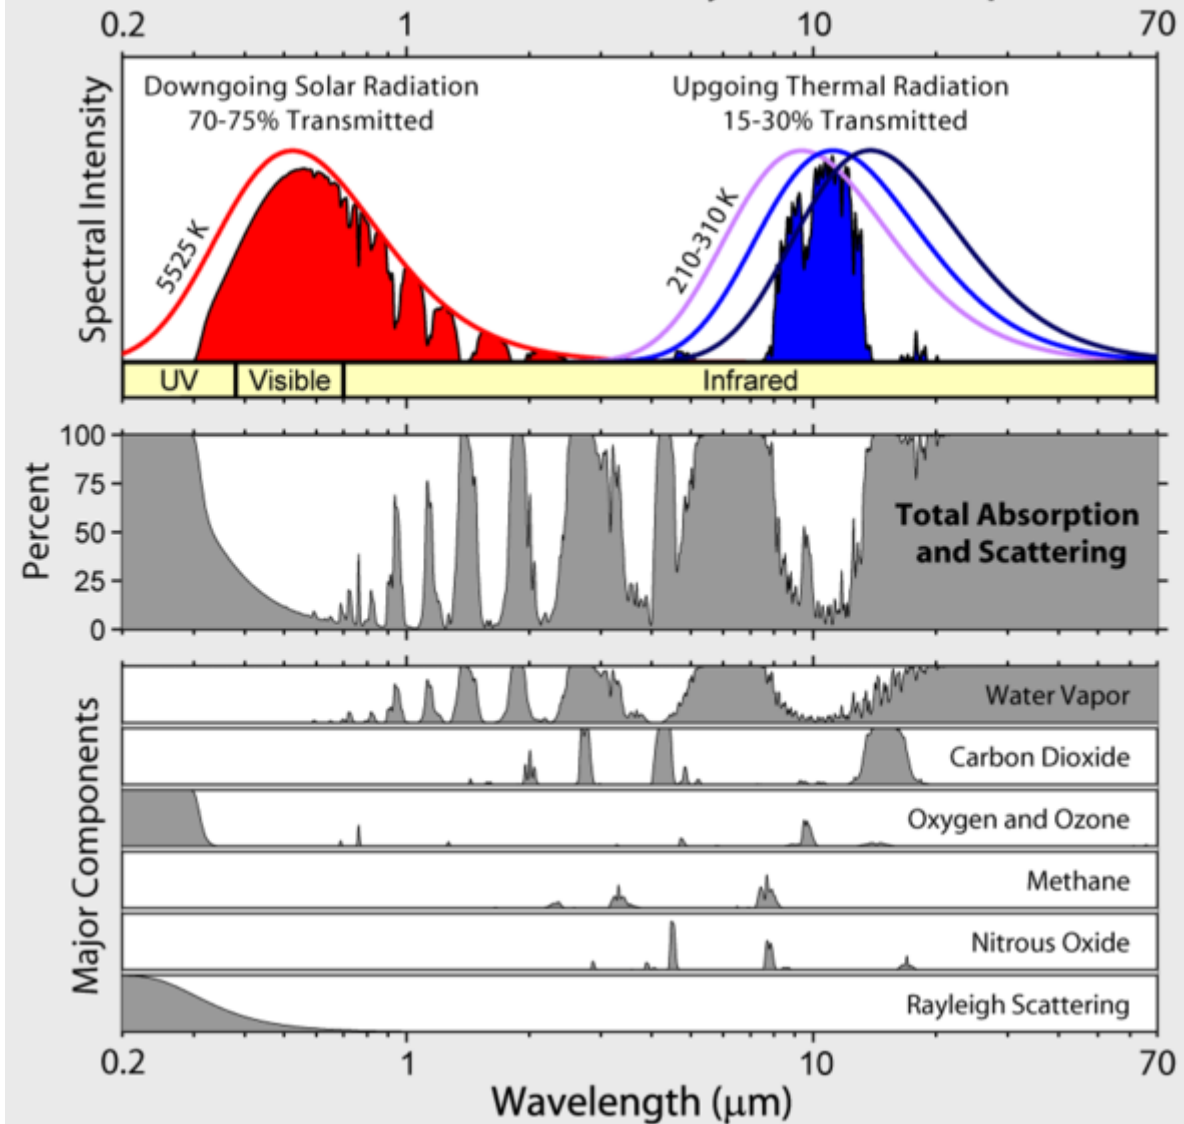 0.2 1 10 70
Downgoing Solar Radiation
70-75% Transmitted
Upgoing Thermal Radiation
15-30% Transmitted
Spectral Intensity
5525 K
210-310 K
UV Visible Infrared
Percent
100
75
50
25
0
Total Absorption
and Scattering
Major Components
Water Vapor
Carbon Dioxide
Oxygen and Ozone
Methane
Nitrous Oxide
Rayleigh Scattering
0.2 1 10 70
Wavelength (μm)